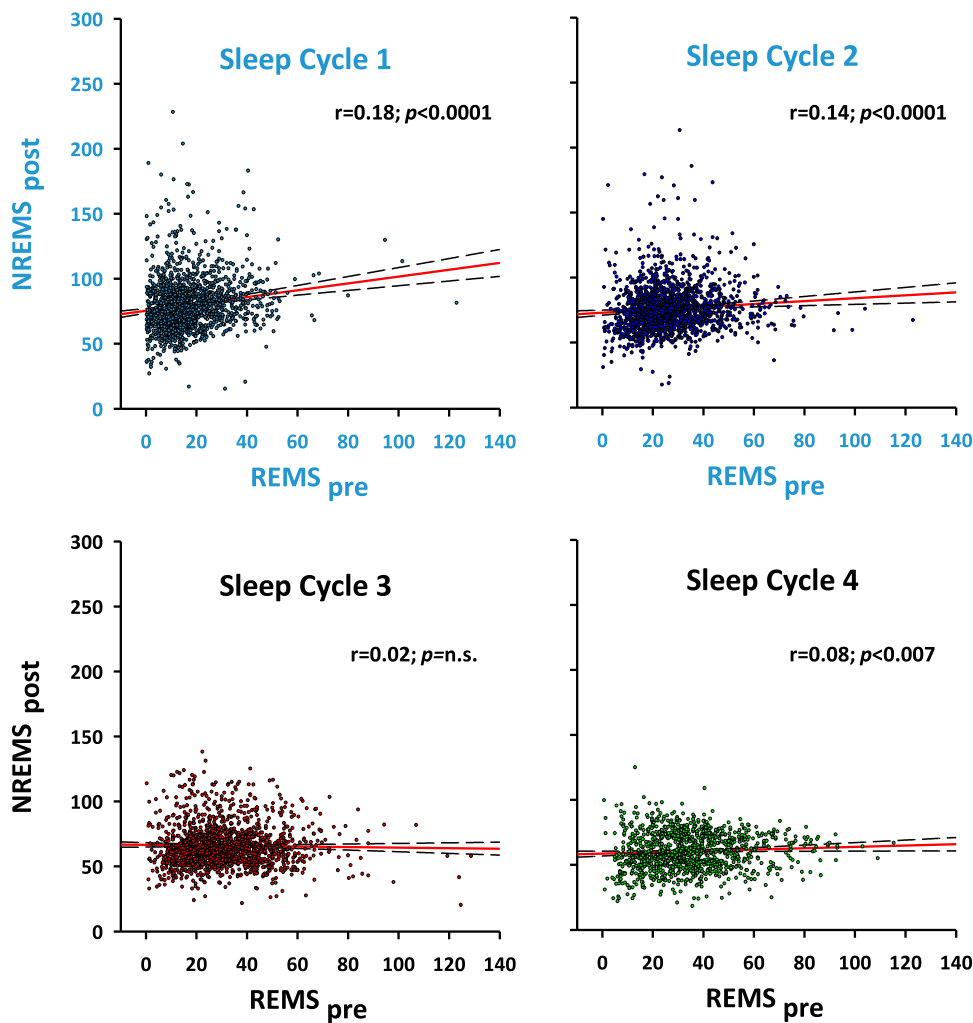 Sleep Cycle 1
r=0.18; p<0.0001
NREMS post
300
250
200
150
100
50
0
0 20 40 60 80 100 120 140
REMS pre
Sleep Cycle 2
r=0.14; p<0.0001
0 20 40 60 80 100 120 140
REMS pre
Sleep Cycle 3
r=0.02; p=n.s.
NREMS post
300
250
200
150
100
50
0
0 20 40 60 80 100 120 140
REMS pre
Sleep Cycle 4
r=0.08; p<0.007
0 20 40 60 80 100 120 140
REMS pre